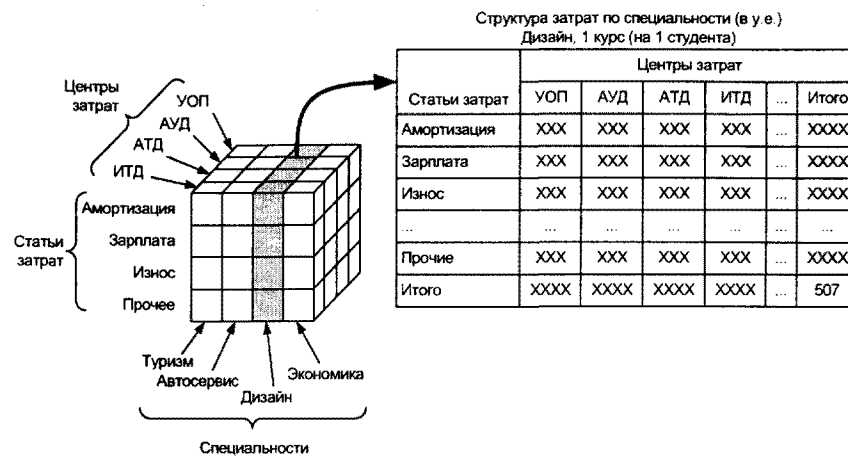 Структура затрат по специальности (в у.е.)
Дизайн, 1 курс (на 1 студента)
Центры затрат
УОП
АУД
АТД
ИТД
Статьи затрат
Амортизация
Зарплата
Износ
Прочее
Туризм
Автосервис
Дизайн
Экономика
Специальности
Статьи затрат Центры затрат
УОП АУД АТД ИТД ... Итого
Амортизация XXX XXX XXX XXX ... XXXX
Зарплата XXX XXX XXX XXX ... XXXX
Износ XXX XXX XXX XXX ... XXXX
... ... ... ... ... ... ...
Прочие XXX XXX XXX XXX ... XXXX
Итого XXXX XXXX XXXX XXXX ... 507